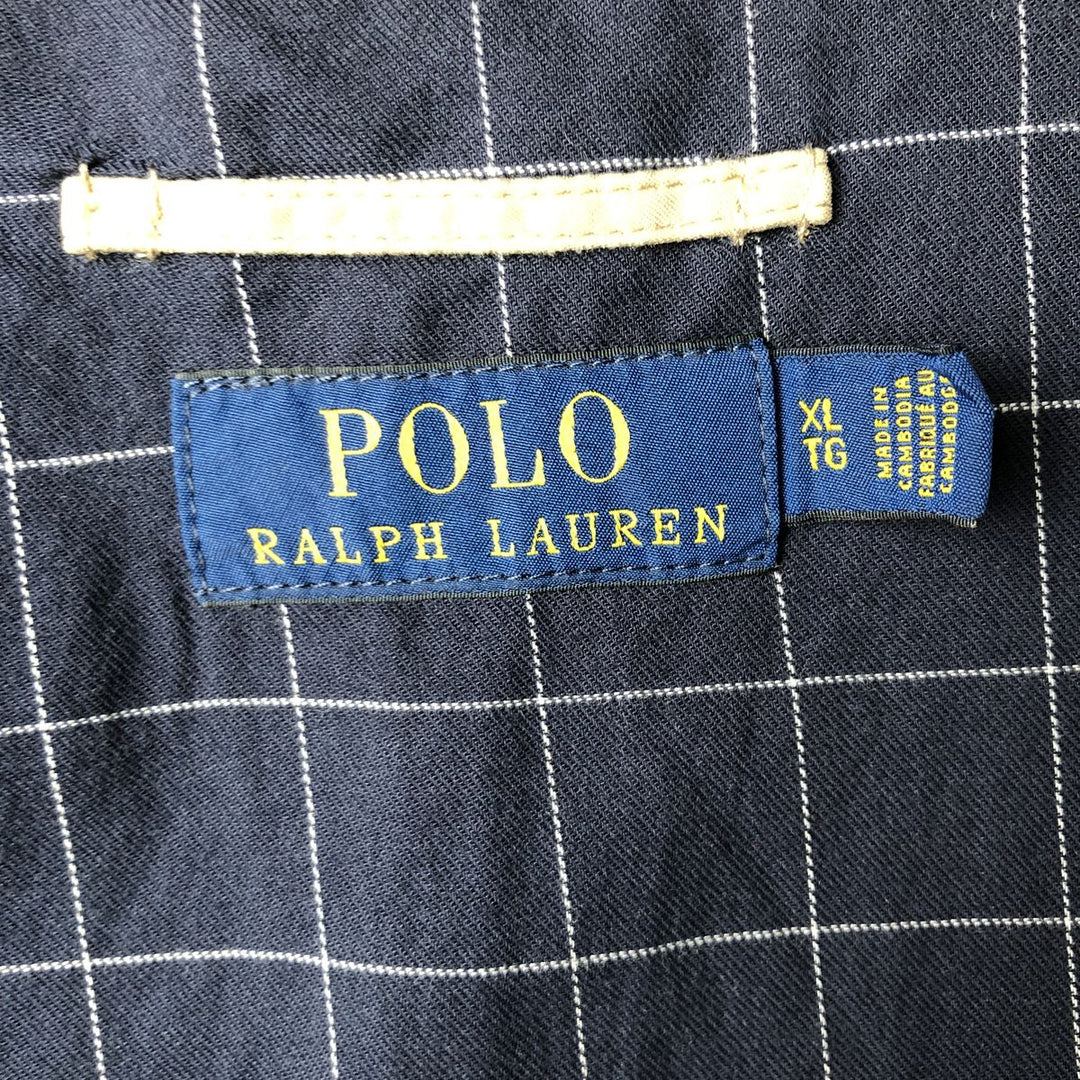 POLO
RALPH LAUREN
XL
TG
MADE IN
CAMBODIA
FABRIQUÉ AU
CAMBODGE